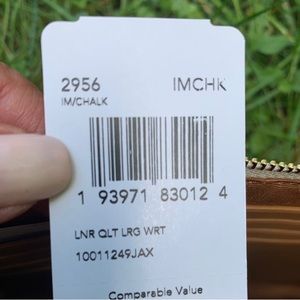 2956 IMCHK
IM/CHALK
1 93971 83012 4
LNR QLT LRG WRT
10011249JAX
Comparable Value